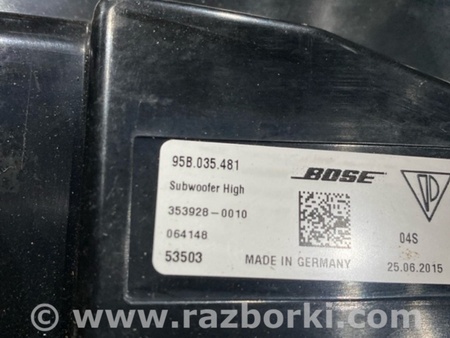 95B.035.481
BOSE
Subwoofer High
353928-0010
064148
04S
53503
MADE IN GERMANY
25.06.2015
© www.razborki.com